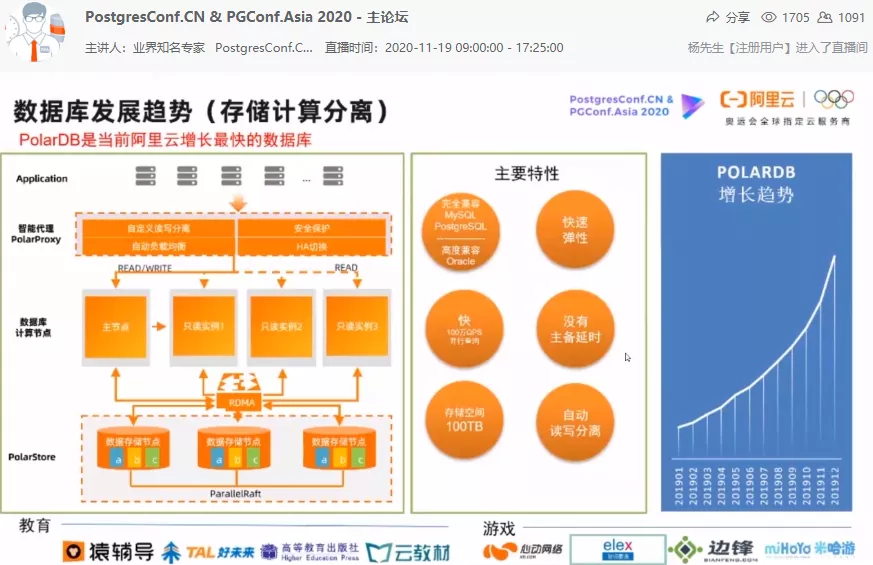 PostgresConf.CN & PGConf.Asia 2020 - 主论坛
分享 1705 1091
主讲人：业界知名专家 PostgresConf.C... 直播时间：2020-11-19 09:00:00 - 17:25:00
杨先生【注册用户】进入了直播间
数据库发展趋势（存储计算分离）
PolarDB是当前阿里云增长最快的数据库
PostgresConf.CN &
PGConf.Asia 2020
阿里云
奥运会全球指定云服务商
Application
...
智能代理
PolarProxy
自定义读写分离
安全保护
自动负载均衡
HA切换
READ/WRITE
READ
数据库
计算节点
主节点
只读实例1
只读实例2
只读实例3
RDMA
PolarStore
数据存储节点
a b c
数据存储节点
a b c
数据存储节点
a b c
ParallelRaft
主要特性
完全兼容
MySQL
PostgreSQL
高度兼容
Oracle
快速
弹性
快
100万QPS
并行查询
没有
主备延时
存储空间
100TB
自动
读写分离
POLARDB
增长趋势
201901
201902
201903
201904
201905
201906
201907
201908
201909
201910
201911
201912
教育
猿辅导
TAL 好未来
高等教育出版社
Higher Education Press
云教材
游戏
心动网络
XD.COM
elex
边锋
BIANFENG.COM
miHoYo 米哈游